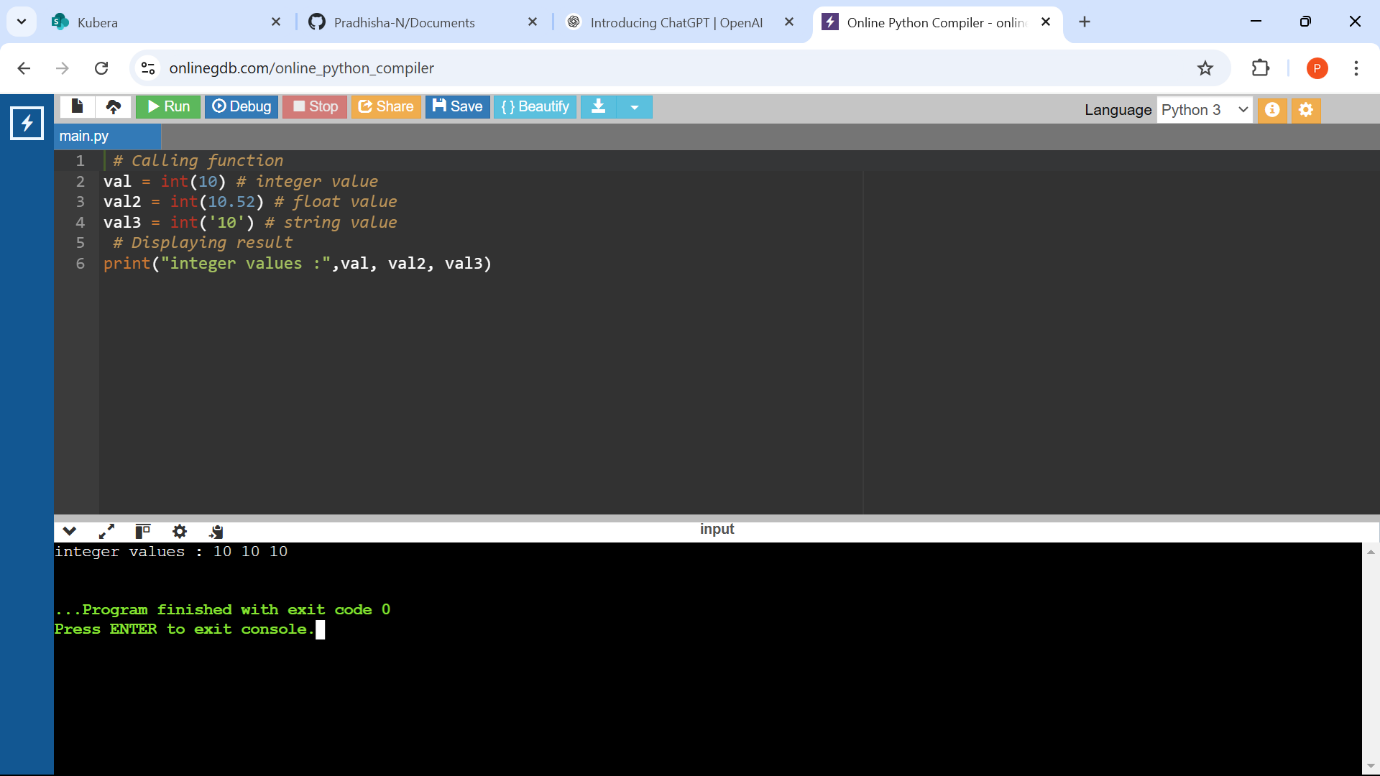 Kubera
Pradhisha-N/Documents
Introducing ChatGPT | OpenAI
Online Python Compiler - onlin
onlinegdb.com/online_python_compiler
P
Run
Debug
Stop
Share
Save
{ } Beautify
Language
Python 3
main.py
1 # Calling function
2 val = int(10) # integer value
3 val2 = int(10.52) # float value
4 val3 = int('10') # string value
5 # Displaying result
6 print("integer values :",val, val2, val3)
input
integer values : 10 10 10
...Program finished with exit code 0
Press ENTER to exit console.